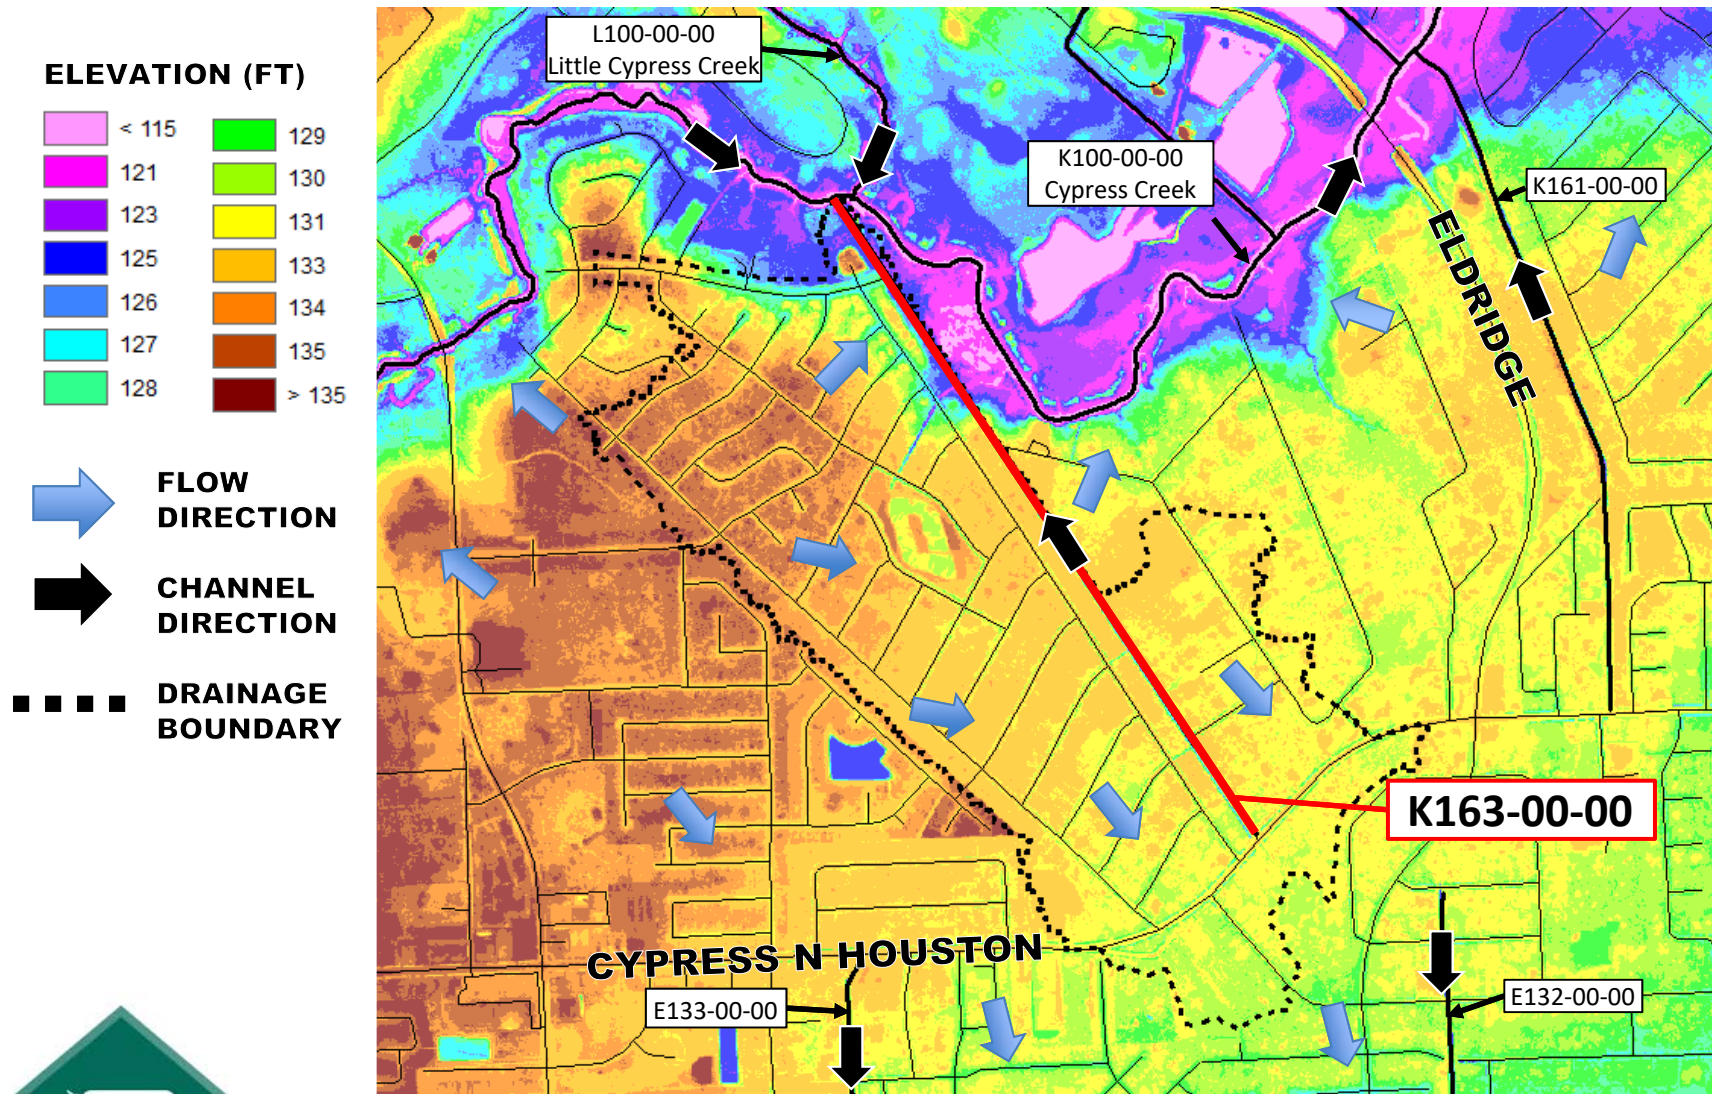 ELEVATION (FT)
< 115
121
123
125
126
127
128
129
130
131
133
134
135
> 135
FLOW
DIRECTION
CHANNEL
DIRECTION
DRAINAGE
BOUNDARY
L100-00-00
Little Cypress Creek
K100-00-00
Cypress Creek
K161-00-00
ELDRIDGE
K163-00-00
CYPRESS N HOUSTON
E133-00-00
E132-00-00